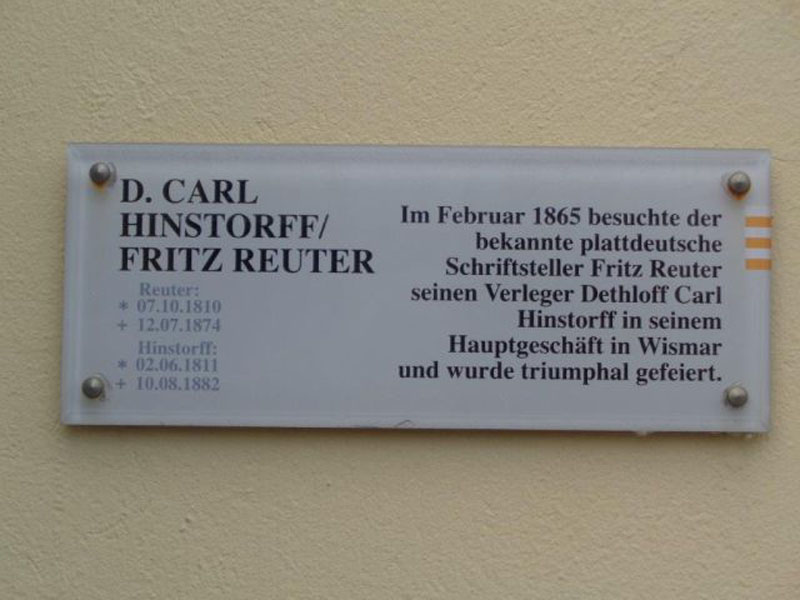 D. CARL
HINSTORFF/
FRITZ REUTER
Reuter:
* 07.10.1810
+ 12.07.1874
Hinstorff:
* 02.06.1811
+ 10.08.1882
Im Februar 1865 besuchte der
bekannte plattdeutsche
Schriftsteller Fritz Reuter
seinen Verleger Dethloff Carl
Hinstorff in seinem
Hauptgeschäft in Wismar
und wurde triumphal gefeiert.